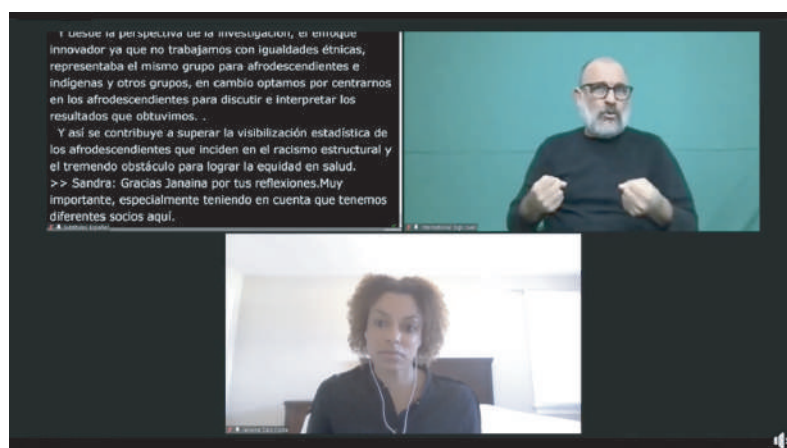 Y desde la perspectiva de la investigación, el enfoque
innovador ya que no trabajamos con igualdades étnicas,
representaba el mismo grupo para afrodescendientes e
indígenas y otros grupos, en cambio optamos por centrarnos
en los afrodescendientes para discutir e interpretar los
resultados que obtuvimos. .
Y así se contribuye a superar la visibilización estadística de
los afrodescendientes que inciden en el racismo estructural y
el tremendo obstáculo para lograr la equidad en salud.
>> Sandra: Gracias Janaina por tus reflexiones.Muy
importante, especialmente teniendo en cuenta que tenemos
diferentes socios aquí.
Subtítulos Español
International Sign